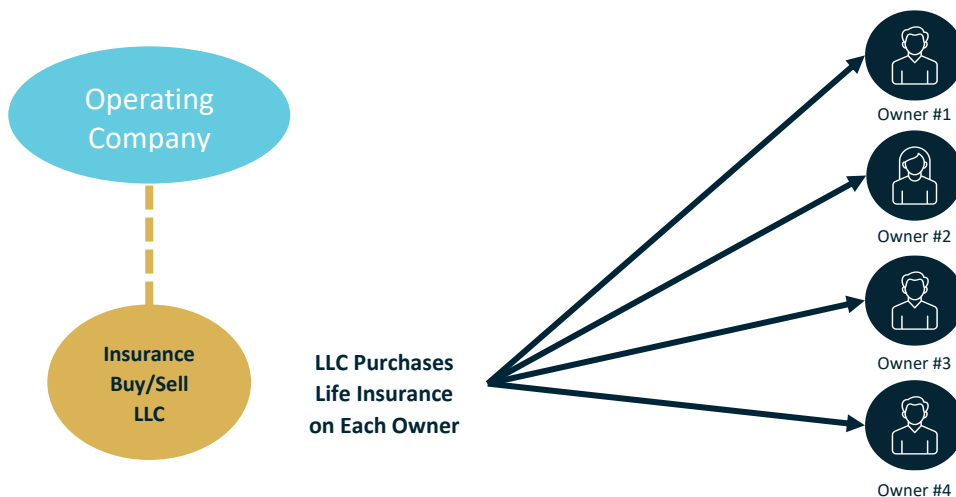 Operating
Company
Insurance
Buy/Sell
LLC
LLC Purchases
Life Insurance
on Each Owner
Owner #1
Owner #2
Owner #3
Owner #4